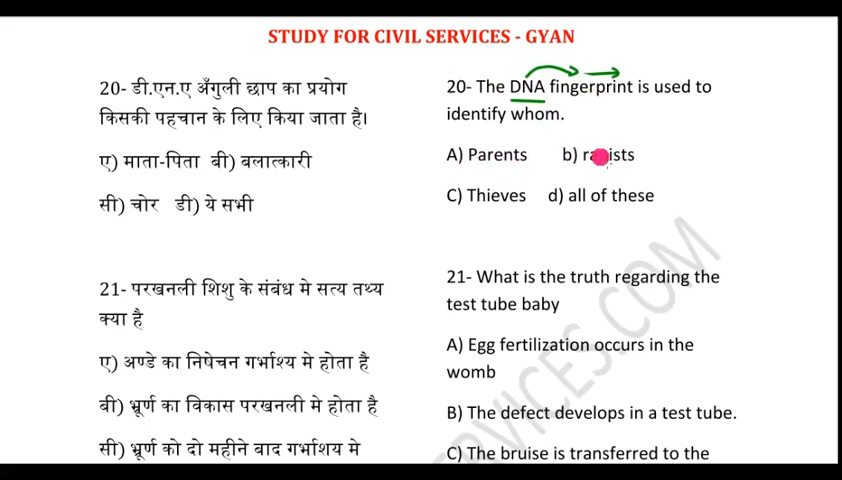 STUDY FOR CIVIL SERVICES - GYAN
20- डी.एन.ए अँगुली छाप का प्रयोग
किसकी पहचान के लिए किया जाता है।
ए) माता-पिता बी) बलात्कारी
सी) चोर डी) ये सभी
21- परखनली शिशु के संबंध मे सत्य तथ्य
क्या है
ए) अण्डे का निषेचन गर्भाश्य मे होता है
बी) भ्रूर्ण का विकास परखनली मे होता है
सी) भ्रूर्ण को दो महीने बाद गर्भाशय मे
20- The DNA fingerprint is used to
identify whom.
A) Parents b) rapists
C) Thieves d) all of these
21- What is the truth regarding the
test tube baby
A) Egg fertilization occurs in the
womb
B) The defect develops in a test tube.
C) The bruise is transferred to the
SERVICES.COM